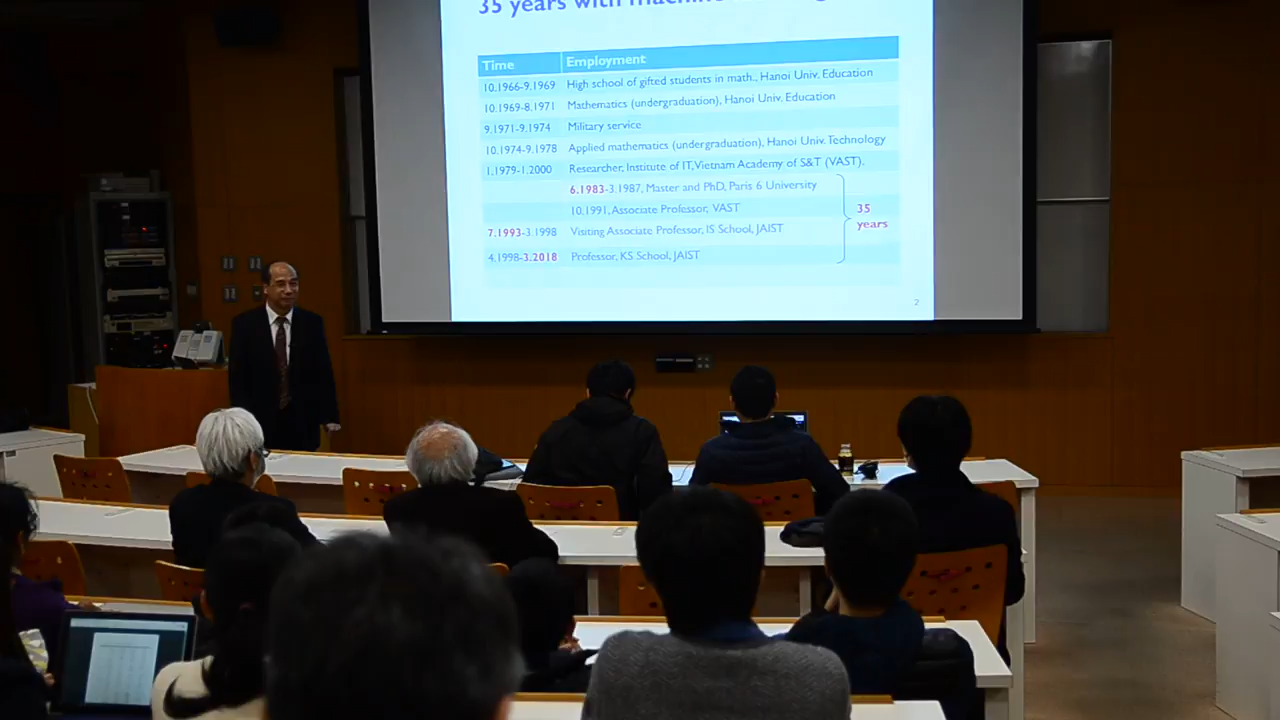 35 years with machine learning
Time Employment
10.1966-9.1969 High school of gifted students in math., Hanoi Univ. Education
10.1969-8.1971 Mathematics (undergraduation), Hanoi Univ. Education
9.1971-9.1974 Military service
10.1974-9.1978 Applied mathematics (undergraduation), Hanoi Univ. Technology
1.1979-1.2000 Researcher, Institute of IT, Vietnam Academy of S&T (VAST).
6.1983-3.1987, Master and PhD, Paris 6 University
10.1991, Associate Professor, VAST
7.1993-3.1998 Visiting Associate Professor, IS School, JAIST
4.1998-3.2018 Professor, KS School, JAIST
35
years
2